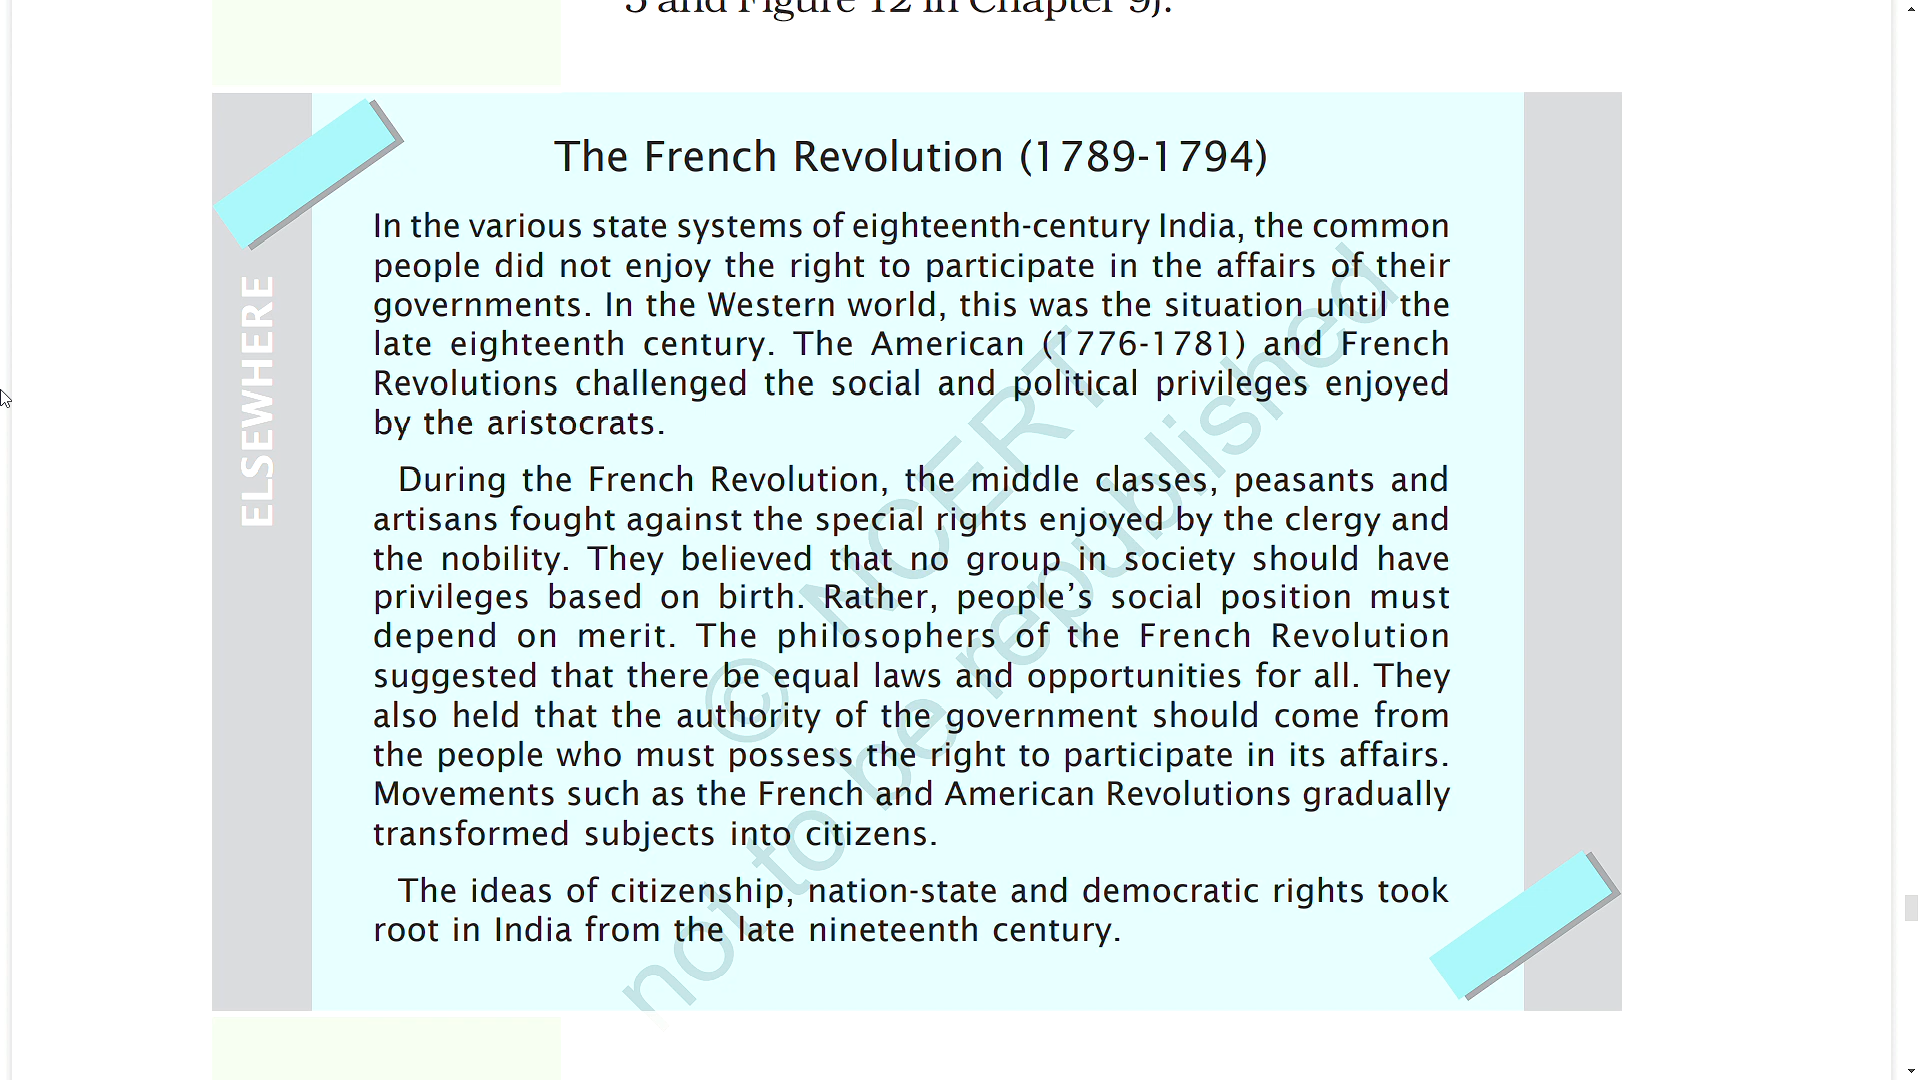 3 and Figure 12 in Chapter 9).
The French Revolution (1789-1794)
In the various state systems of eighteenth-century India, the common
people did not enjoy the right to participate in the affairs of their
governments. In the Western world, this was the situation until the
late eighteenth century. The American (1776-1781) and French
Revolutions challenged the social and political privileges enjoyed
by the aristocrats.
During the French Revolution, the middle classes, peasants and
artisans fought against the special rights enjoyed by the clergy and
the nobility. They believed that no group in society should have
privileges based on birth. Rather, people’s social position must
depend on merit. The philosophers of the French Revolution
suggested that there be equal laws and opportunities for all. They
also held that the authority of the government should come from
the people who must possess the right to participate in its affairs.
Movements such as the French and American Revolutions gradually
transformed subjects into citizens.
The ideas of citizenship, nation-state and democratic rights took
root in India from the late nineteenth century.
ELSEWHERE
© NCERT
not to be republished